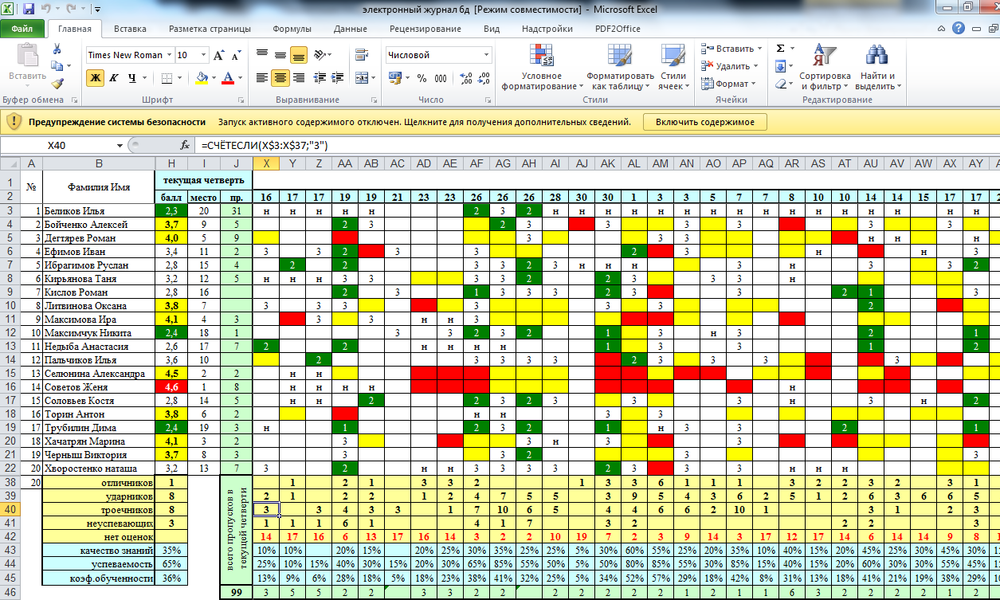 электронный журнал бд [Режим совместимости] - Microsoft Excel
Файл Главная Вставка Разметка страницы Формулы Данные Рецензирование Вид Надстройки PDF2Office
Вставить Times New Roman 10 Числовой Условное форматирование Форматировать как таблицу Стили ячеек Вставить Удалить Формат Сортировка и фильтр Найти и выделить
Ж К Ч % 000
Буфер обмена Шрифт Выравнивание Число Стили Ячейки Редактирование
Предупреждение системы безопасности Запуск активного содержимого отключен. Щелкните для получения дополнительных сведений. Включить содержимое
X40 fx =СЧЁТЕСЛИ(X$3:X$37;"3")
A B H I J X Y Z AA AB AC AD AE AF AG AH AI AJ AK AL AM AN AO AP AQ AR AS AT AU AV AW AX AY
1 № Фамилия Имя текущая четверть
2 балл место пр. 16 17 17 19 19 21 23 23 26 26 26 28 30 30 1 3 3 5 7 7 8 10 10 14 14 15 17 17
3 1 Беликов Илья 2,3 20 31 н н н н н 2 3 2 н н н н н н н н н н н н н н н
4 2 Бойченко Алексей 3,7 9 5 2 3 2 3 3 3 3 3
5 3 Дегтярев Роман 4,0 5 9 3 3 3 н н н
6 4 Ефимов Иван 3,4 11 2 3 3 2 3 3 2 3 н н 3
7 5 Ибрагимов Руслан 2,8 15 4 2 2 3 3 2 3 н н н 3 н 3 3 2
8 6 Кирьянова Таня 3,2 12 5 н н н 3 3 3 3 2 2 3 3 3 н
9 7 Кислов Роман 2,8 16 2 3 1 3 3 3 2 3 3 2 1 3
10 8 Литвинова Оксана 3,8 7 3 3 3 3 3 3 2
11 9 Максимова Ира 4,1 4 3 3 3 н н 3
12 10 Максимчук Никита 2,4 18 1 3 3 2 3 2 1 3 н 3 2 1
13 11 Недыба Анастасия 2,6 17 7 2 2 н н н н 1 3 3 1 2
14 12 Пальчиков Илья 3,6 10 2 3 3 3 3 2 3 3 3 3
15 13 Селюнина Александра 4,5 2 2 н н
16 14 Советов Женя 4,6 1 8 н н н н н
17 15 Соловьев Костя 2,8 14 5 н н 2 2 3 2 3 3 3 н 3 н 2
18 16 Торин Антон 3,8 6 2 н н 3 3
19 17 Трубилин Дима 2,4 19 3 н 1 2 3 2 1 н 3 3 2 1
20 18 Хачатрян Марина 4,1 3 2 3 3 н 3 3
21 19 Черныш Виктория 3,7 8 3 3 3 2 3 3
22 20 Хворостенко наташа 3,2 13 7 3 2 н н 3 3 3 3 2 3 3 3 н н н
38 20 отличников 1 1 2 1 3 3 2 1 3 3 6 1 1 1 3 2 2 3 2 3 1
39 ударников 8 2 1 2 2 1 2 4 7 5 5 3 9 5 4 3 6 2 5 1 2 6 3 6 6 5
40 троечников 8 3 3 4 3 3 1 7 10 6 5 4 4 6 6 2 10 1 3 1 2 3
41 неуспевающих 3 1 1 1 6 1 4 1 7 3 2 2 2 3
42 нет оценок 14 17 16 6 13 17 16 14 3 2 2 10 19 7 2 3 9 14 3 17 12 17 14 6 14 14 9 8
43 качество знаний 35% 10% 10% 20% 15% 20% 25% 30% 35% 25% 25% 5% 30% 60% 55% 25% 20% 35% 10% 40% 15% 20% 45% 25% 30% 45% 30%
44 успеваемость 65% 25% 10% 15% 40% 30% 15% 20% 30% 65% 85% 55% 50% 5% 50% 80% 85% 55% 30% 85% 15% 40% 15% 20% 60% 30% 30% 55% 45%
45 коэф.обученности 36% 13% 9% 6% 28% 18% 5% 18% 23% 38% 41% 32% 25% 5% 34% 52% 57% 29% 18% 42% 8% 31% 13% 18% 41% 21% 19% 38% 29%
всего пропусков в текущей четверти
46 99 3 5 5 2 2 3 3 2 2 2 2 2 2 1 2 1 1 6 3 2 2 2 2 1 2